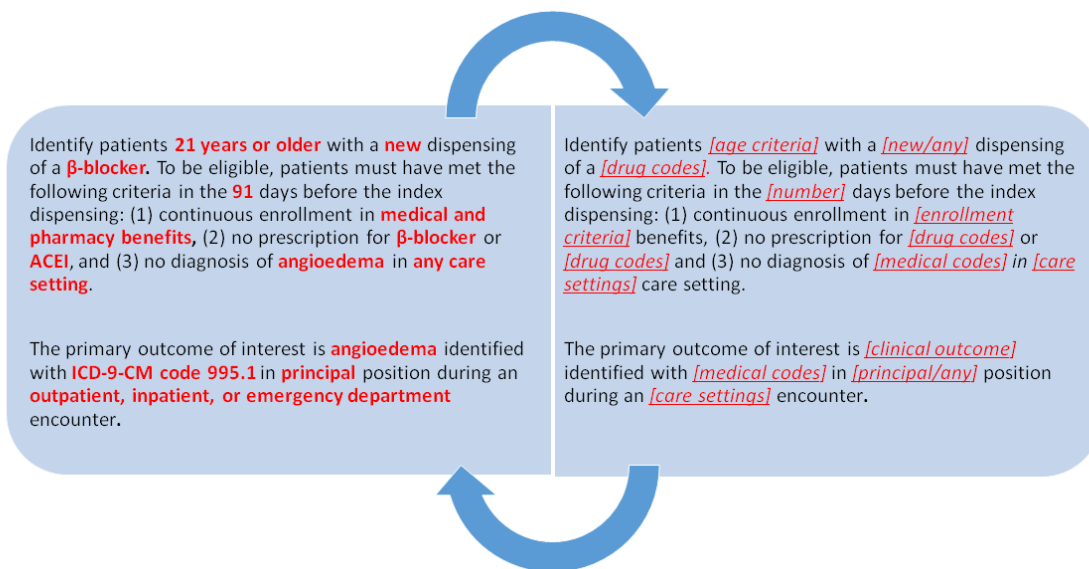 Identify patients 21 years or older with a new dispensing
of a β-blocker. To be eligible, patients must have met the
following criteria in the 91 days before the index
dispensing: (1) continuous enrollment in medical and
pharmacy benefits, (2) no prescription for β-blocker or
ACEI, and (3) no diagnosis of angioedema in any care
setting.
The primary outcome of interest is angioedema identified
with ICD-9-CM code 995.1 in principal position during an
outpatient, inpatient, or emergency department
encounter.
Identify patients [age criteria] with a [new/any] dispensing
of a [drug codes]. To be eligible, patients must have met the
following criteria in the [number] days before the index
dispensing: (1) continuous enrollment in [enrollment
criteria] benefits, (2) no prescription for [drug codes] or
[drug codes] and (3) no diagnosis of [medical codes] in [care
settings] care setting.
The primary outcome of interest is [clinical outcome]
identified with [medical codes] in [principal/any] position
during an [care settings] encounter.